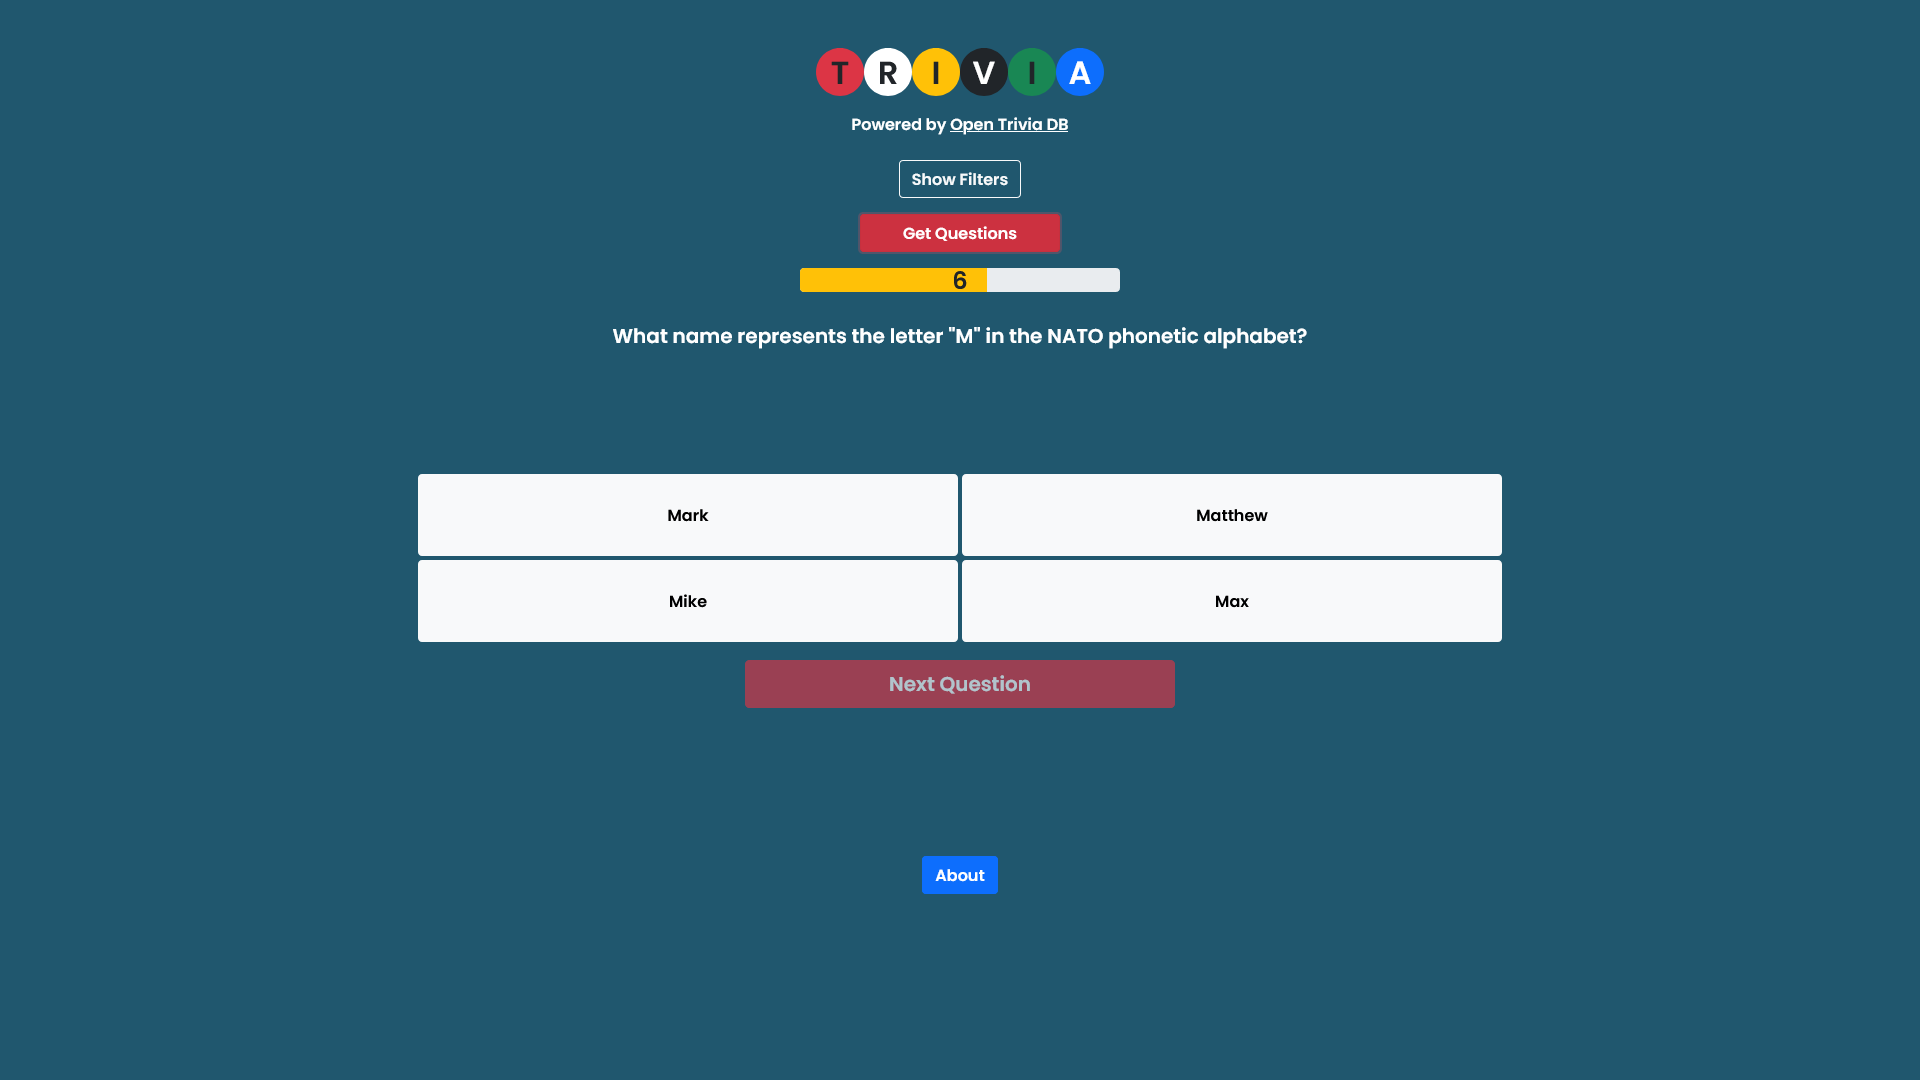 TRIVIA
Powered by Open Trivia DB
Show Filters
Get Questions
6
What name represents the letter "M" in the NATO phonetic alphabet?
Mark
Matthew
Mike
Max
Next Question
About